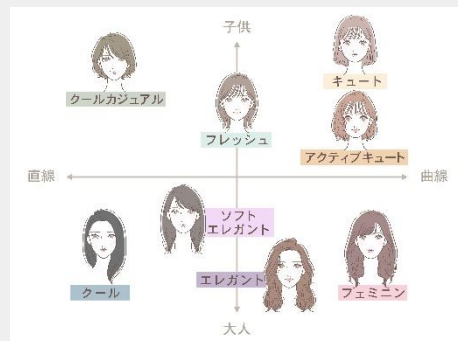 子供
キュート
クールカジュアル
フレッシュ
アクティブキュート
直線
曲線
ソフト
エレガント
エレガント
クール
フェミニン
大人